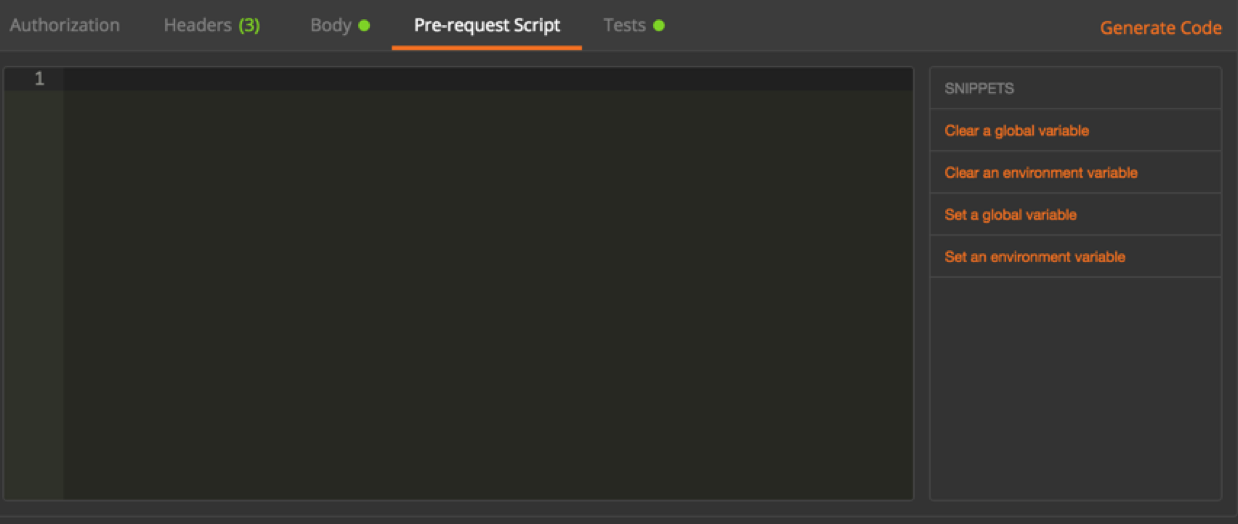 Authorization Headers (3) Body Pre-request Script Tests Generate Code
1
SNIPPETS
Clear a global variable
Clear an environment variable
Set a global variable
Set an environment variable